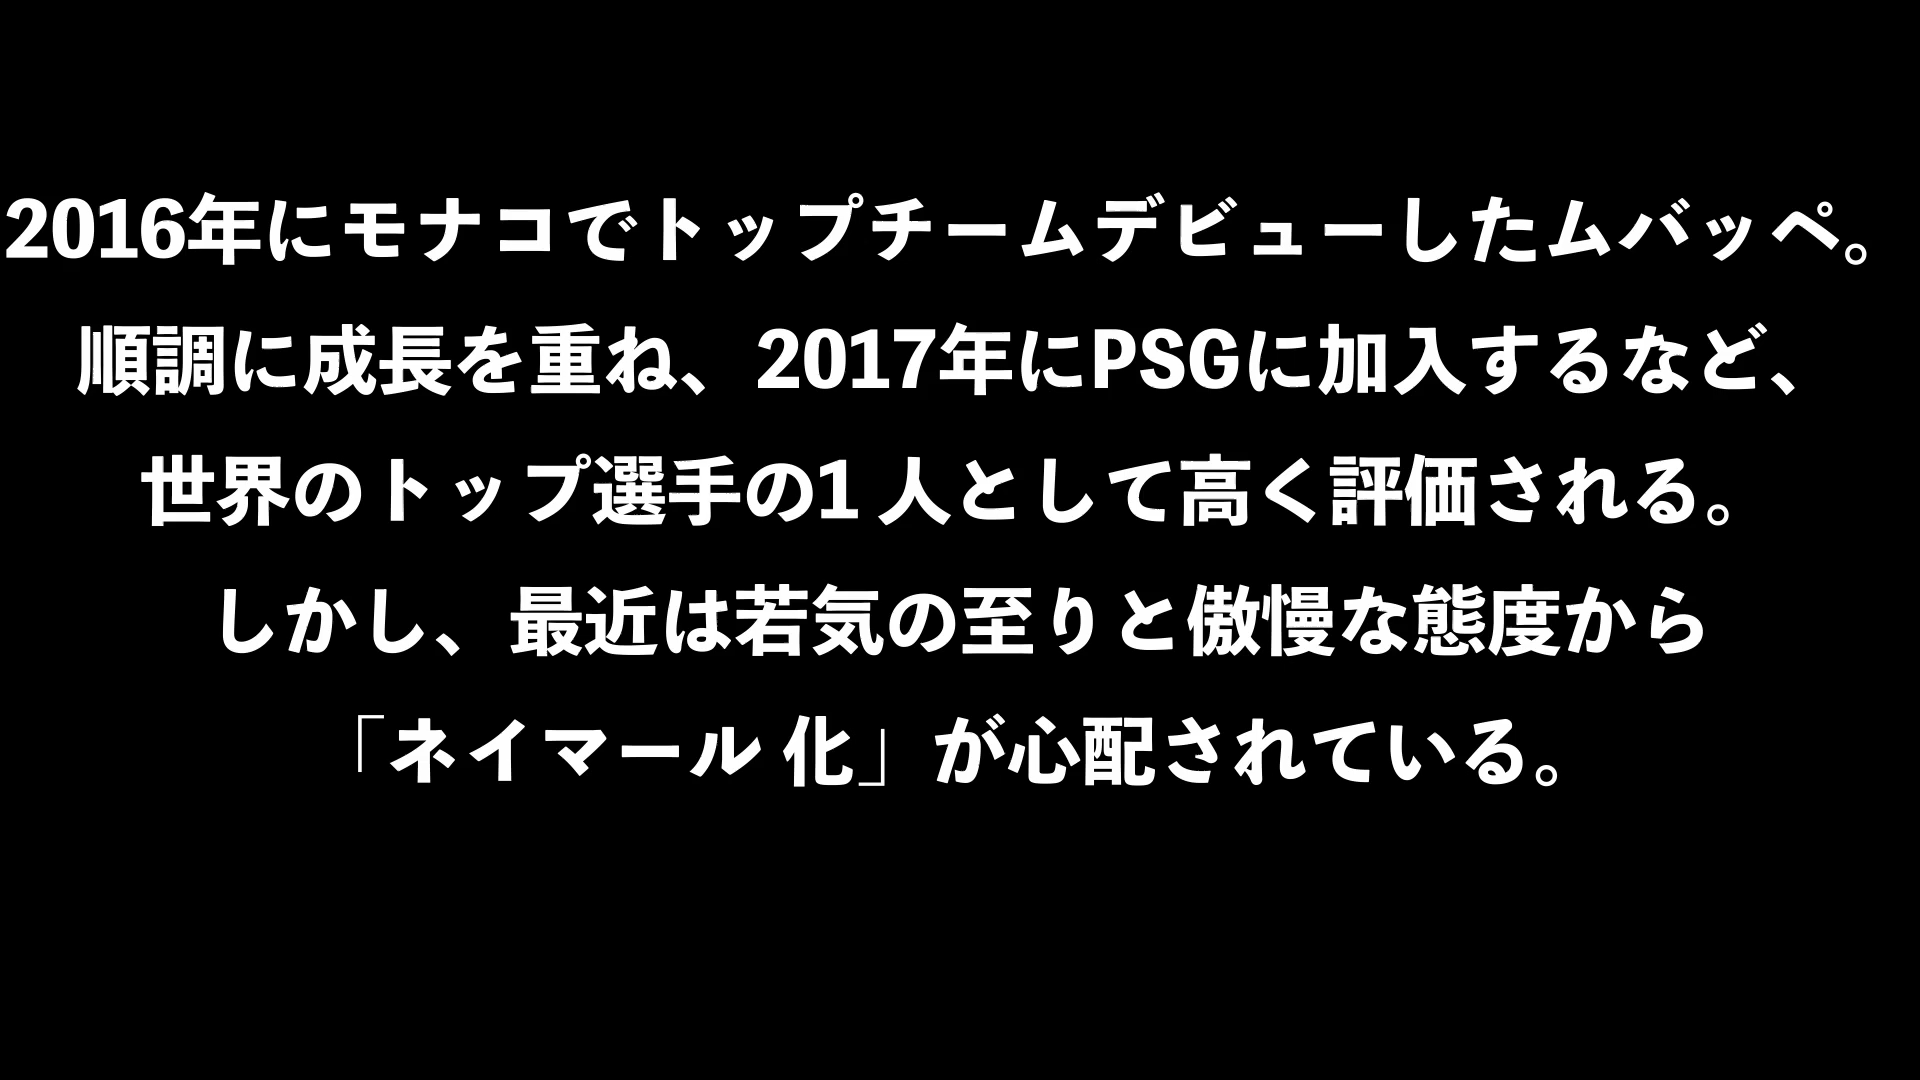 2016年にモナコでトップチームデビューしたムバッペ。
順調に成長を重ね、2017年にPSGに加入するなど、
世界のトップ選手の1人として高く評価される。
しかし、最近は若気の至りと傲慢な態度から
「ネイマール化」が心配されている。